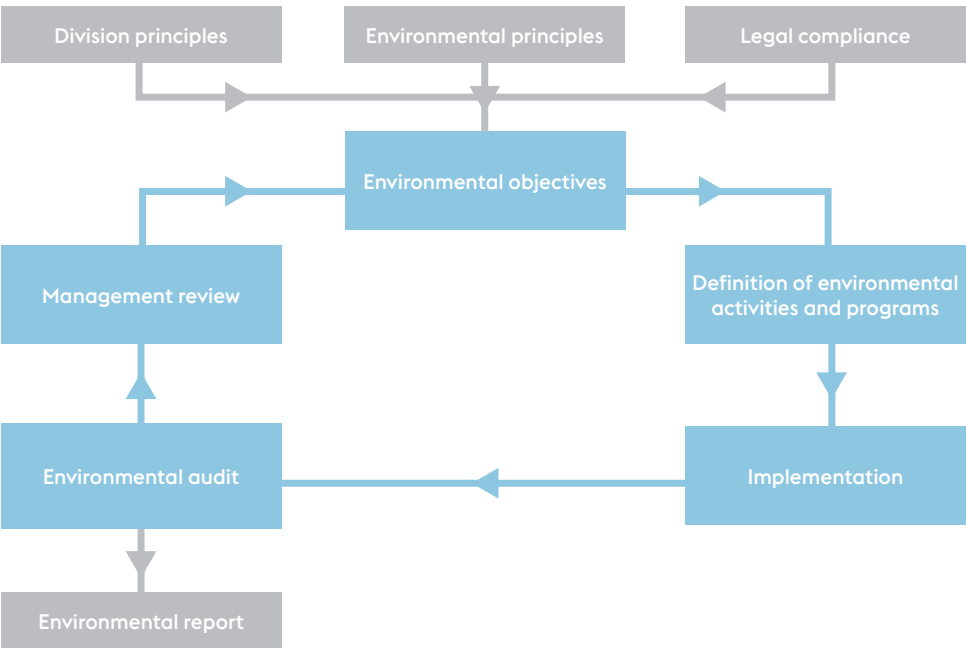 Division principles
Environmental principles
Legal compliance
Environmental objectives
Management review
Definition of environmental
activities and programs
Environmental audit
Implementation
Environmental report